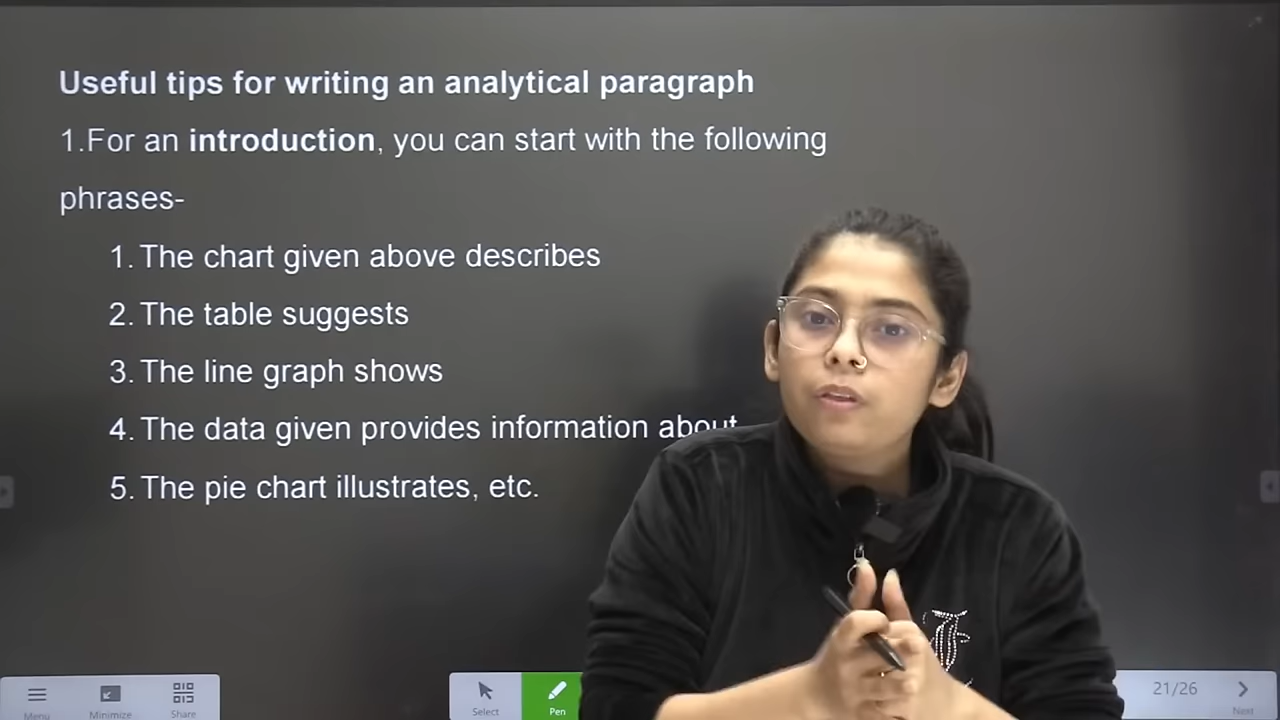 Useful tips for writing an analytical paragraph
1.For an introduction, you can start with the following
phrases-
1. The chart given above describes
2. The table suggests
3. The line graph shows
4. The data given provides information about
5. The pie chart illustrates, etc.
Menu
Minimize
Share
Select
Pen
21/26
Next